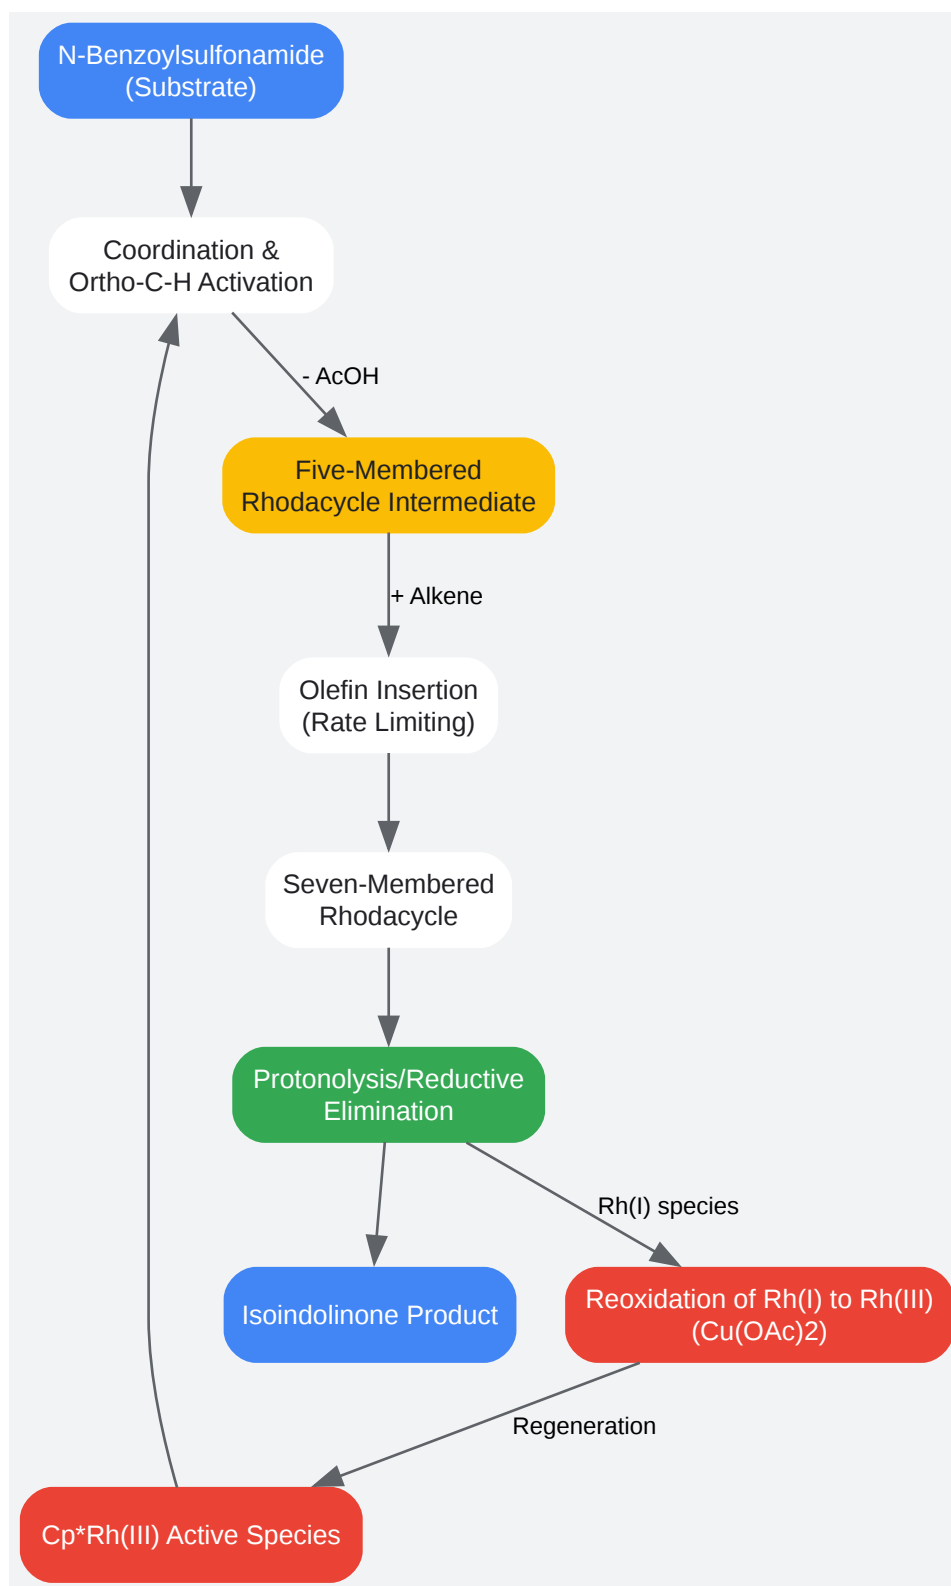 N-Benzoylsulfonamide
(Substrate)
Coordination &
Ortho-C-H Activation
- AcOH
Five-Membered
Rhodacycle Intermediate
+ Alkene
Olefin Insertion
(Rate Limiting)
Seven-Membered
Rhodacycle
Protonolysis/Reductive
Elimination
Rh(I) species
Isoindolinone Product
Reoxidation of Rh(I) to Rh(III)
(Cu(OAc)2)
Regeneration
Cp*Rh(III) Active Species